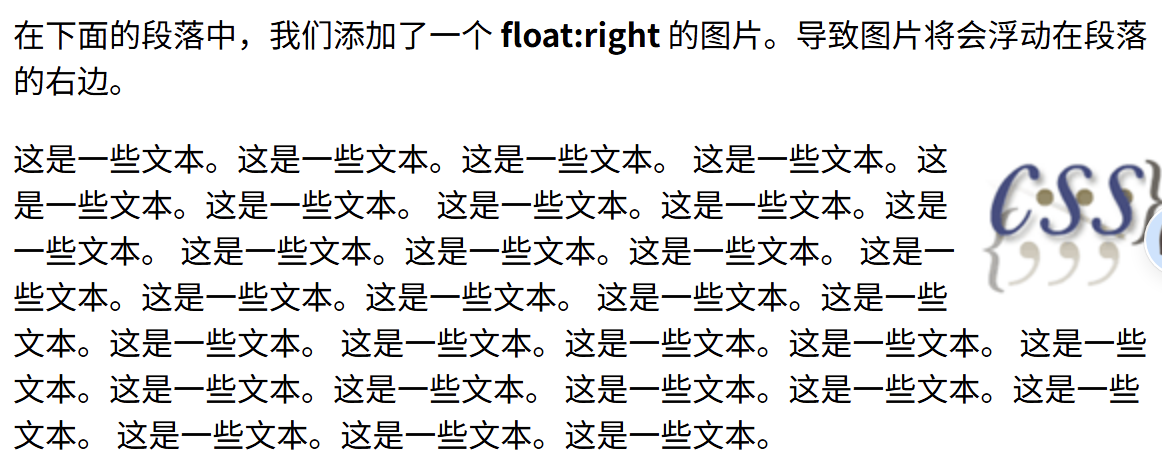 在下面的段落中，我们添加了一个 float:right 的图片。导致图片将会浮动在段落
的右边。
这是一些文本。这是一些文本。这是一些文本。 这是一些文本。这
是一些文本。这是一些文本。 这是一些文本。这是一些文本。这是
一些文本。 这是一些文本。这是一些文本。这是一些文本。 这是一
些文本。这是一些文本。这是一些文本。 这是一些文本。这是一些
文本。这是一些文本。 这是一些文本。这是一些文本。这是一些文本。 这是一些
文本。这是一些文本。这是一些文本。 这是一些文本。这是一些文本。这是一些
文本。 这是一些文本。这是一些文本。这是一些文本。
{CSS}
{,,,